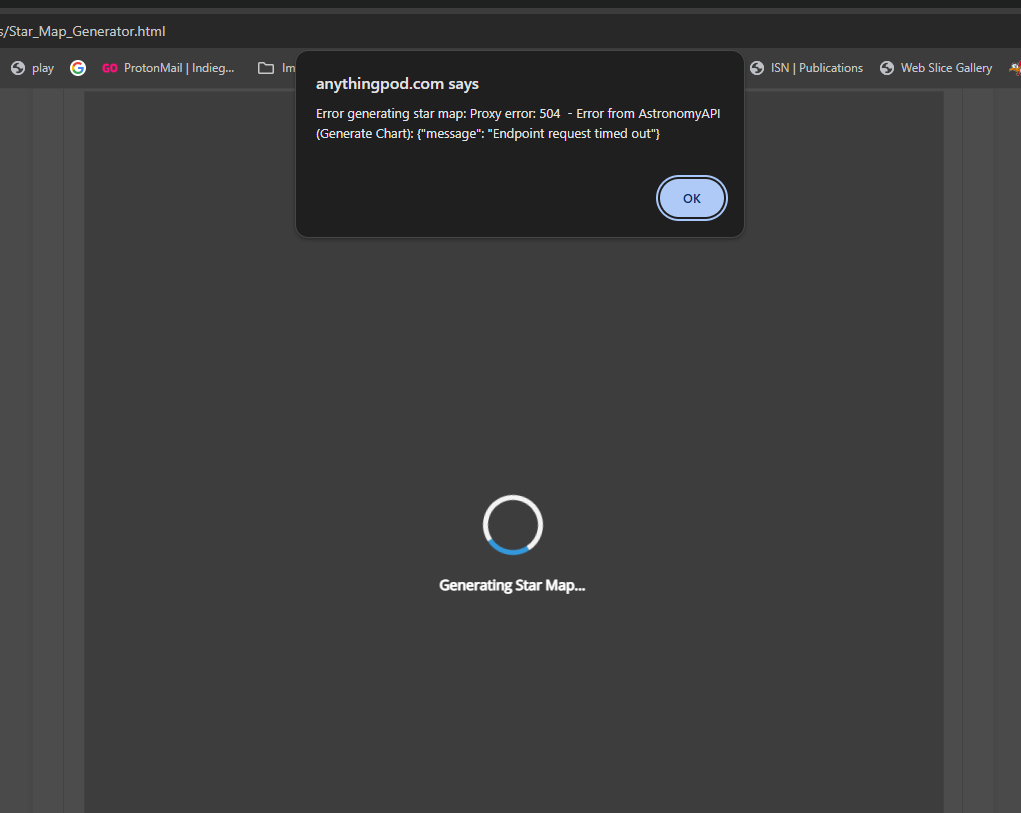 s/Star_Map_Generator.html
play
GO ProtonMail | Indieg...
Im
ISN | Publications
Web Slice Gallery
anythingpod.com says
Error generating star map: Proxy error: 504  - Error from AstronomyAPI
(Generate Chart): {"message": "Endpoint request timed out"}
OK
Generating Star Map...